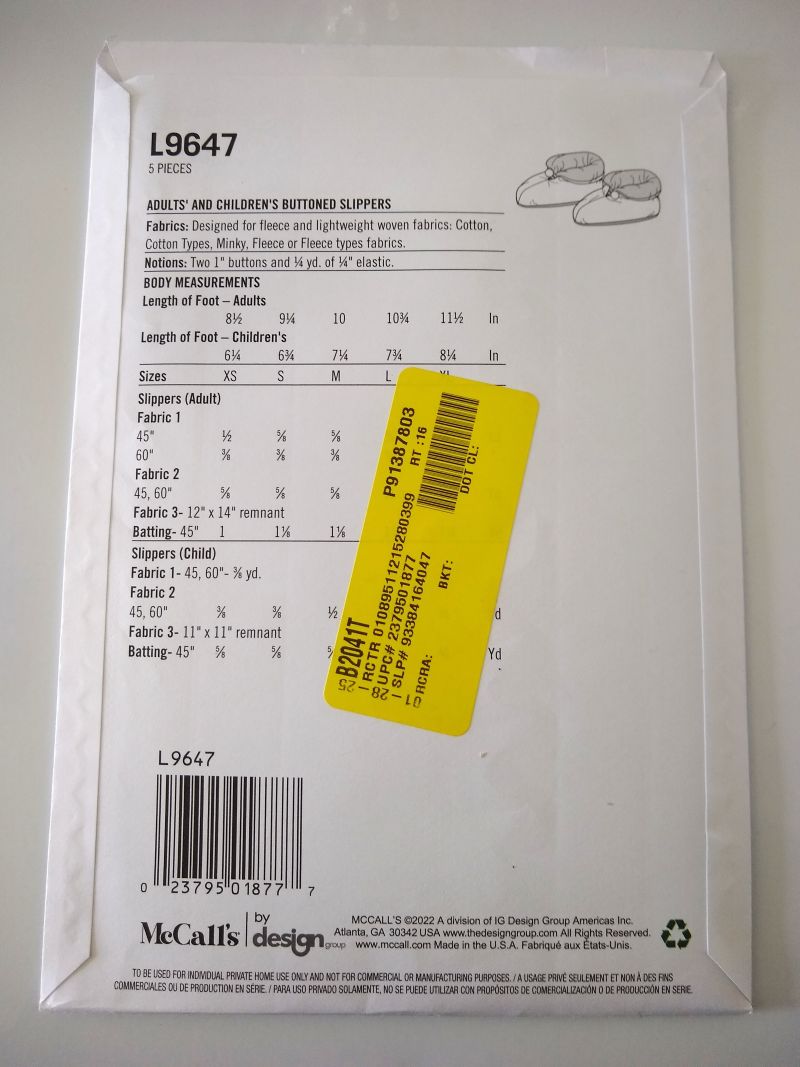 L9647
5 PIECES
ADULTS' AND CHILDREN'S BUTTONED SLIPPERS
Fabrics: Designed for fleece and lightweight woven fabrics: Cotton,
Cotton Types, Minky, Fleece or Fleece types fabrics.
Notions: Two 1" buttons and ¼ yd. of ¼" elastic.
BODY MEASUREMENTS
Length of Foot – Adults
8½ 9¼ 10 10¾ 11½ In
Length of Foot – Children's
6¼ 6¾ 7¼ 7¾ 8¼ In
Sizes XS S M L XL
Slippers (Adult)
Fabric 1
45" ½ ⅝ ⅝
60" ⅜ ⅜ ⅜
Fabric 2
45, 60" ⅝ ⅝ ⅝
Fabric 3- 12" x 14" remnant
Batting- 45" 1 1⅛ 1⅛
Slippers (Child)
Fabric 1- 45, 60"- ⅜ yd.
Fabric 2
45, 60" ⅜ ⅜ ½ d
Fabric 3- 11" x 11" remnant
Batting- 45" ⅝ ⅝ Yd
P91387803
RT :16
DOT CL:
B2041T
RCTR 0108951121528039​9
UPC# 2379501877
SLP# 93384164047
BKT:
RCRA:
01-28-25
L9647
0 23795 01877 7
McCall's by design group
MCCALL'S ©2022 A division of IG Design Group Americas Inc.
Atlanta, GA 30342 USA www.thedesigngroup.com All Rights Reserved.
www.mccall.com Made in the U.S.A. Fabriqué aux États-Unis.
TO BE USED FOR INDIVIDUAL PRIVATE HOME USE ONLY AND NOT FOR COMMERCIAL OR MANUFACTURING PURPOSES. / A USAGE PRIVÉ SEULEMENT ET NON À DES FINS
COMMERCIALES OU DE PRODUCTION EN SÉRIE. / PARA USO PRIVADO SOLAMENTE, NO SE PUEDE UTILIZAR CON PROPÓSITOS DE COMERCIALIZACIÓN O DE PRODUCCIÓN EN SERIE.